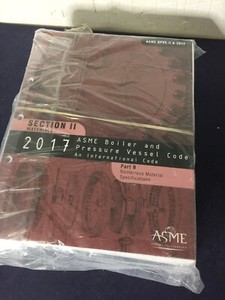 ASME BPVC.II.B-2017
SECTION II
MATERIALS
2017 ASME Boiler and
Pressure Vessel Code
An International Code
Part B
Nonferrous Material
Specifications
ASME